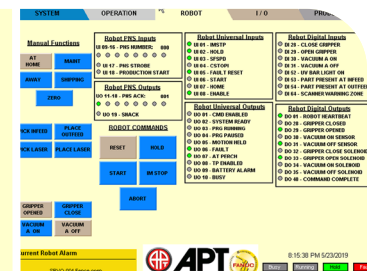 SYSTEM OPERATION ROBOT I / O
Manual Functions
AT HOME
MAINT
AWAY
SHIPPING
ZERO
PLACE OUTFEED
PLACE LASER
GRIPPER OPENED
GRIPPER CLOSE
VACUUM A ON
VACUUM A OFF
Robot PNS Inputs
UI 09-16 - PNS NUMBER: 000
UI 17 - PNS STROBE
UI 18 - PRODUCTION START
Robot PNS Outputs
UO 11-18 - PNS ACK: 001
UO 19 - SNACK
ROBOT COMMANDS
RESET
HOLD
START
IM STOP
ABORT
Robot Universal Inputs
UI 01 - IMSTP
UI 02 - HOLD
UI 03 - SFSPD
UI 04 - CSTOPI
UI 05 - FAULT RESET
UI 06 - START
UI 07 - HOME
UI 08 - ENABLE
Robot Universal Outputs
UO 01 - CMD ENABLED
UO 02 - SYSTEM READY
UO 03 - PRG RUNNING
UO 04 - PRG PAUSED
UO 05 - MOTION HELD
UO 06 - FAULT
UO 07 - AT PERCH
UO 08 - TP ENABLED
UO 09 - BATTERY ALARM
UO 10 - BUSY
Robot Digital Inputs
DI 28 - CLOSE GRIPPER
DI 29 - OPEN GRIPPER
DI 30 - VACUUM A ON
DI 31 - VACUUM A OFF
DI 52 - UV BAR LIGHT ON
DI 53 - PART PRESENT AT INFEED
DI 54 - PART PRESENT AT OUTFEE
DI 64 - SCANNER WARNING ZONE
Robot Digital Outputs
DO 01 - ROBOT HEARTBEAT
DO 28 - GRIPPER CLOSED
DO 29 - GRIPPER OPENED
DO 30 - VACUUM ON SENSOR
DO 31 - VACUUM OFF SENSOR
DO 32 - GRIPPER CLOSE SOLENOID
DO 33 - GRIPPER OPEN SOLENOID
DO 34 - VACUUM ON SOLENOID
DO 35 - VACUUM OFF SOLENOID
DO 40 - COMMAND COMPLETE
urrent Robot Alarm
APT
FANUC
8:15:38 PM 5/23/2019
Busy Running Hold Fa